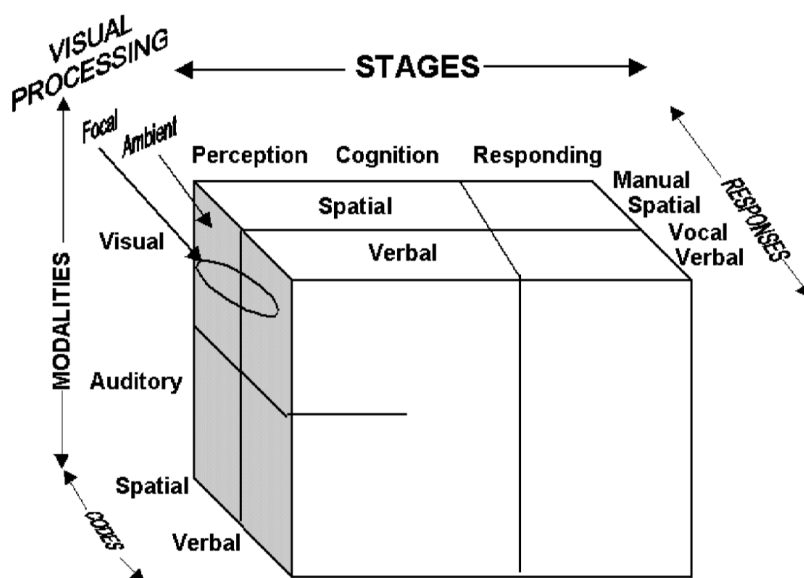 VISUAL
PROCESSING
STAGES
Focal
Ambient
Perception Cognition Responding
Manual
Spatial
Vocal
Verbal
RESPONSES
Spatial
Verbal
Visual
MODALITIES
Auditory
Spatial
Verbal
CODES